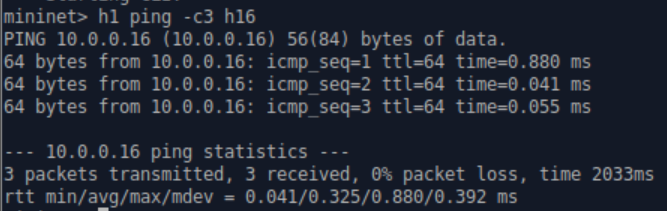 mininet> h1 ping -c3 h16
PING 10.0.0.16 (10.0.0.16) 56(84) bytes of data.
64 bytes from 10.0.0.16: icmp_seq=1 ttl=64 time=0.880 ms
64 bytes from 10.0.0.16: icmp_seq=2 ttl=64 time=0.041 ms
64 bytes from 10.0.0.16: icmp_seq=3 ttl=64 time=0.055 ms

--- 10.0.0.16 ping statistics ---
3 packets transmitted, 3 received, 0% packet loss, time 2033ms
rtt min/avg/max/mdev = 0.041/0.325/0.880/0.392 ms